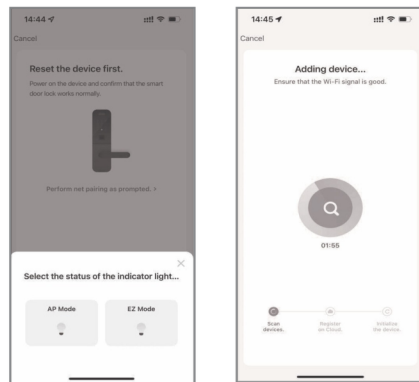 14:44
Cancel
Reset the device first.
Power on the device and confirm that the smart
door lock works normally.
Perform net pairing as prompted. >
Select the status of the indicator light...
AP Mode
EZ Mode
14:45
Cancel
Adding device...
Ensure that the Wi-Fi signal is good.
01:55
Scan
devices.
Register
on Cloud.
Initialize
the device.